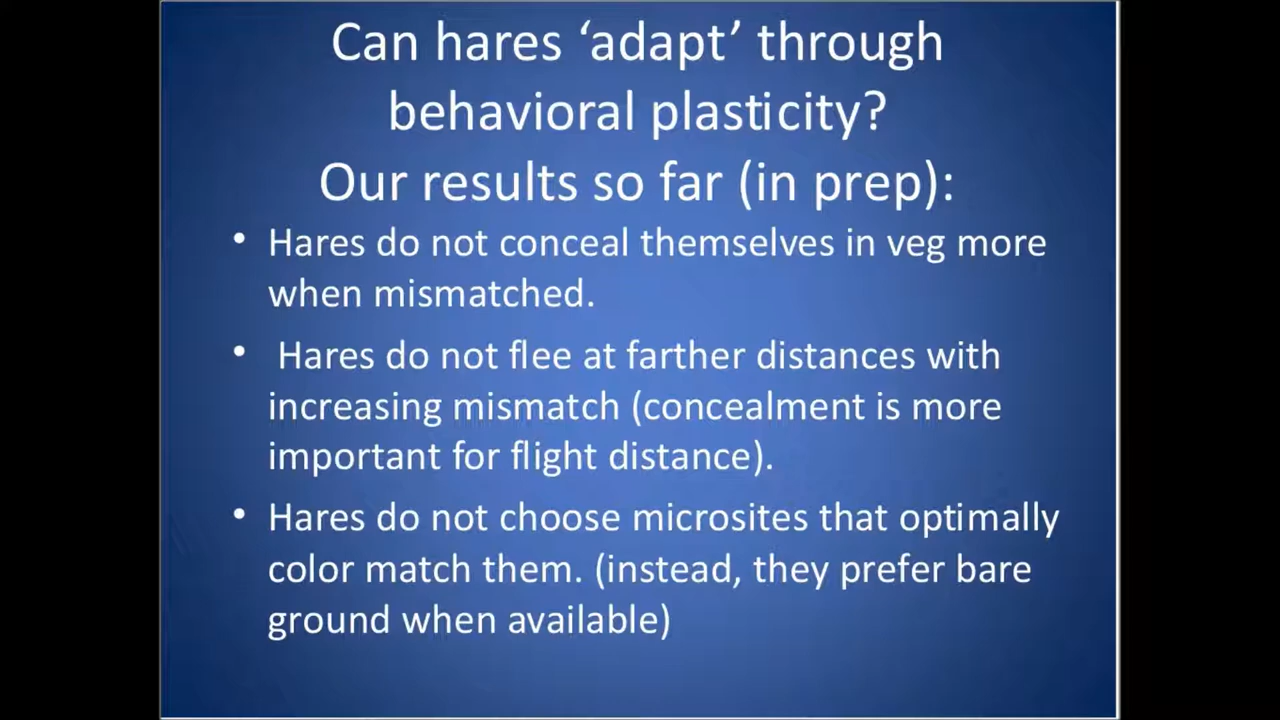 Can hares ‘adapt’ through
behavioral plasticity?
Our results so far (in prep):
• Hares do not conceal themselves in veg more
when mismatched.
• Hares do not flee at farther distances with
increasing mismatch (concealment is more
important for flight distance).
• Hares do not choose microsites that optimally
color match them. (instead, they prefer bare
ground when available)